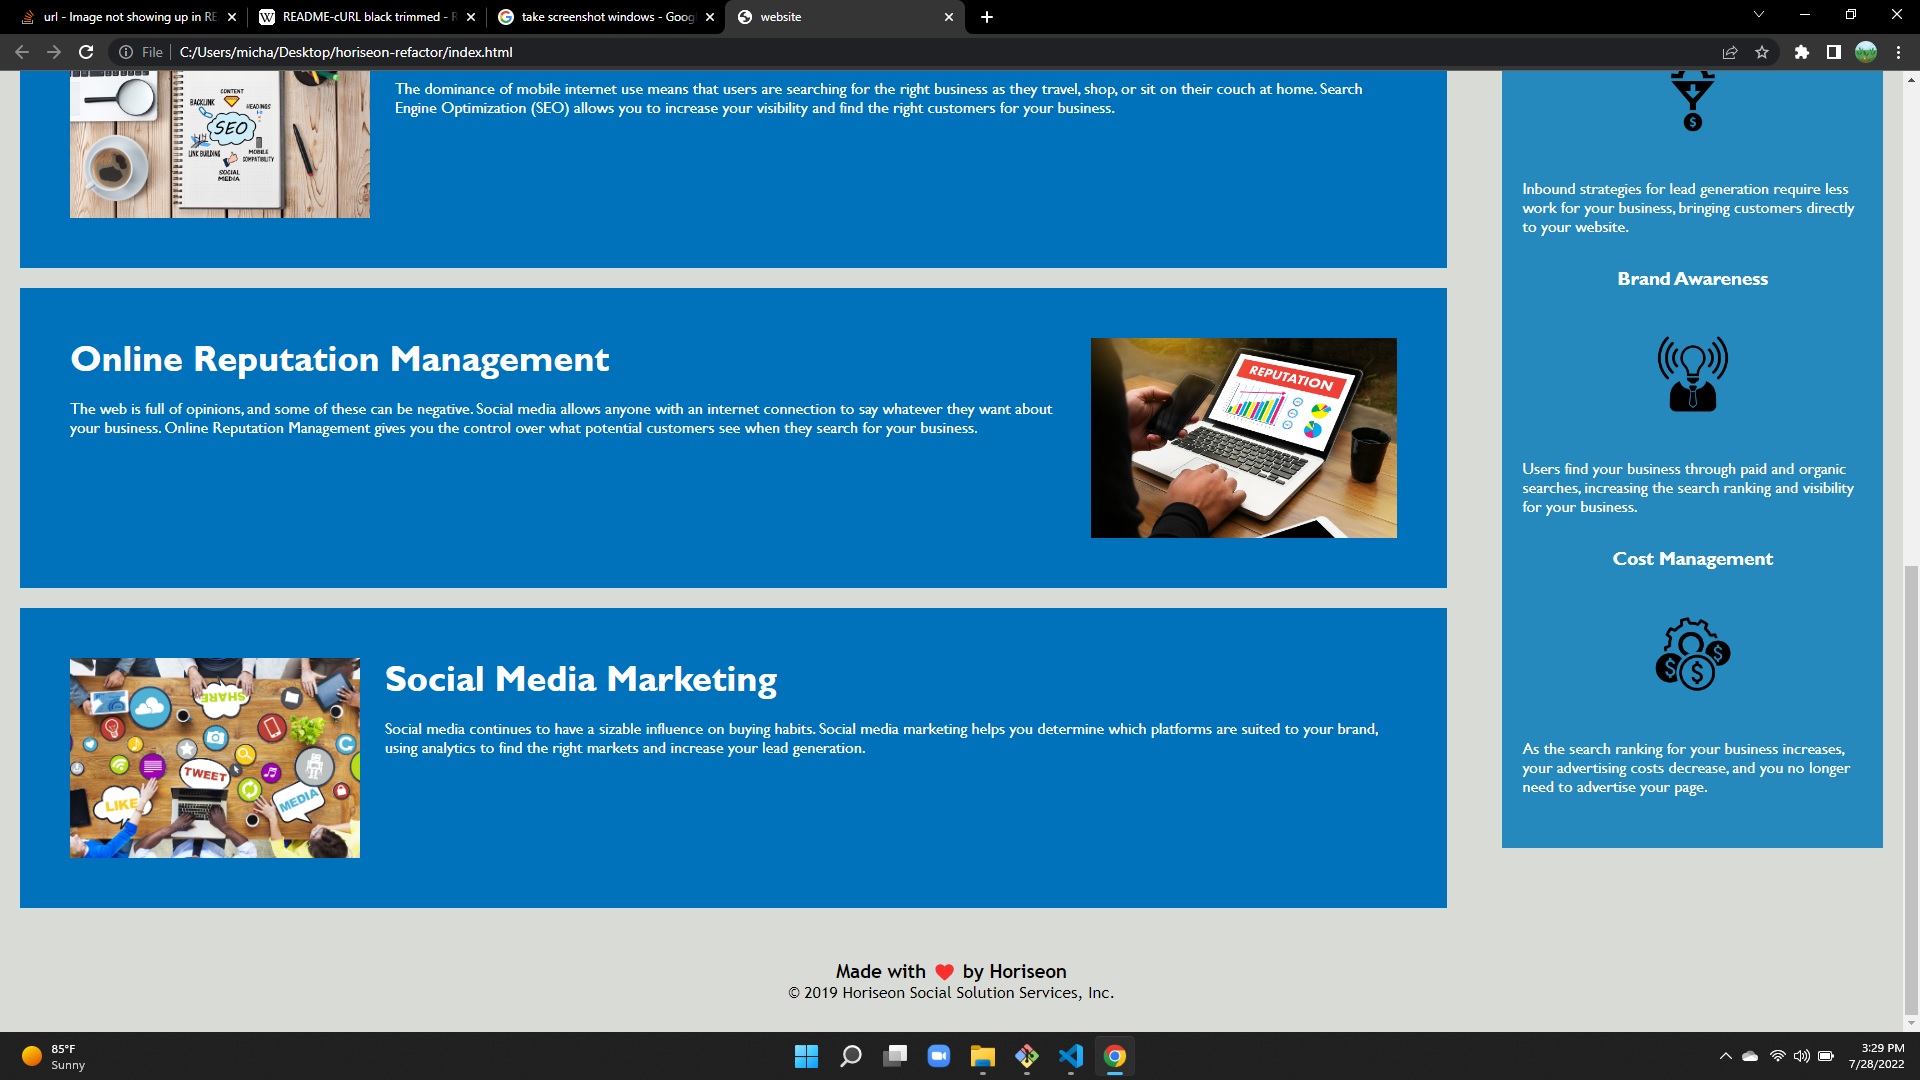 url - Image not showing up in RE
README-cURL black trimmed - R
take screenshot windows - Goog
website
File
C:/Users/micha/Desktop/horiseon-refactor/index.html
CONTENT
BACKLINK
HEADINGS
SEO
LINK BUILDING
MOBILE
COMPATIBILITY
SOCIAL
MEDIA
The dominance of mobile internet use means that users are searching for the right business as they travel, shop, or sit on their couch at home. Search
Engine Optimization (SEO) allows you to increase your visibility and find the right customers for your business.
Online Reputation Management
The web is full of opinions, and some of these can be negative. Social media allows anyone with an internet connection to say whatever they want about
your business. Online Reputation Management gives you the control over what potential customers see when they search for your business.
REPUTATION
SHARE
TWEET
LIKE
MEDIA
Social Media Marketing
Social media continues to have a sizable influence on buying habits. Social media marketing helps you determine which platforms are suited to your brand,
using analytics to find the right markets and increase your lead generation.
$
Inbound strategies for lead generation require less
work for your business, bringing customers directly
to your website.
Brand Awareness
Users find your business through paid and organic
searches, increasing the search ranking and visibility
for your business.
Cost Management
$ $ $
As the search ranking for your business increases,
your advertising costs decrease, and you no longer
need to advertise your page.
Made with ❤ by Horiseon
© 2019 Horiseon Social Solution Services, Inc.
85°F
Sunny
3:29 PM
7/28/2022